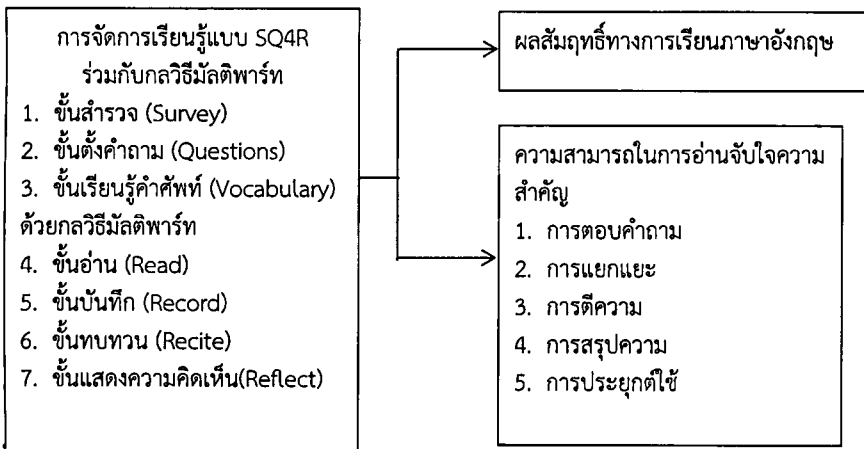 การจัดการเรียนรู้แบบ SQ4R
ร่วมกับกลวิธีมัลติพาร์ท
1. ขั้นสำรวจ (Survey)
2. ขั้นตั้งคำถาม (Questions)
3. ขั้นเรียนรู้คำศัพท์ (Vocabulary)
ด้วยกลวิธีมัลติพาร์ท
4. ขั้นอ่าน (Read)
5. ขั้นบันทึก (Record)
6. ขั้นทบทวน (Recite)
7. ขั้นแสดงความคิดเห็น(Reflect)
ผลสัมฤทธิ์ทางการเรียนภาษาอังกฤษ
ความสามารถในการอ่านจับใจความ
สำคัญ
1. การตอบคำถาม
2. การแยกแยะ
3. การตีความ
4. การสรุปความ
5. การประยุกต์ใช้